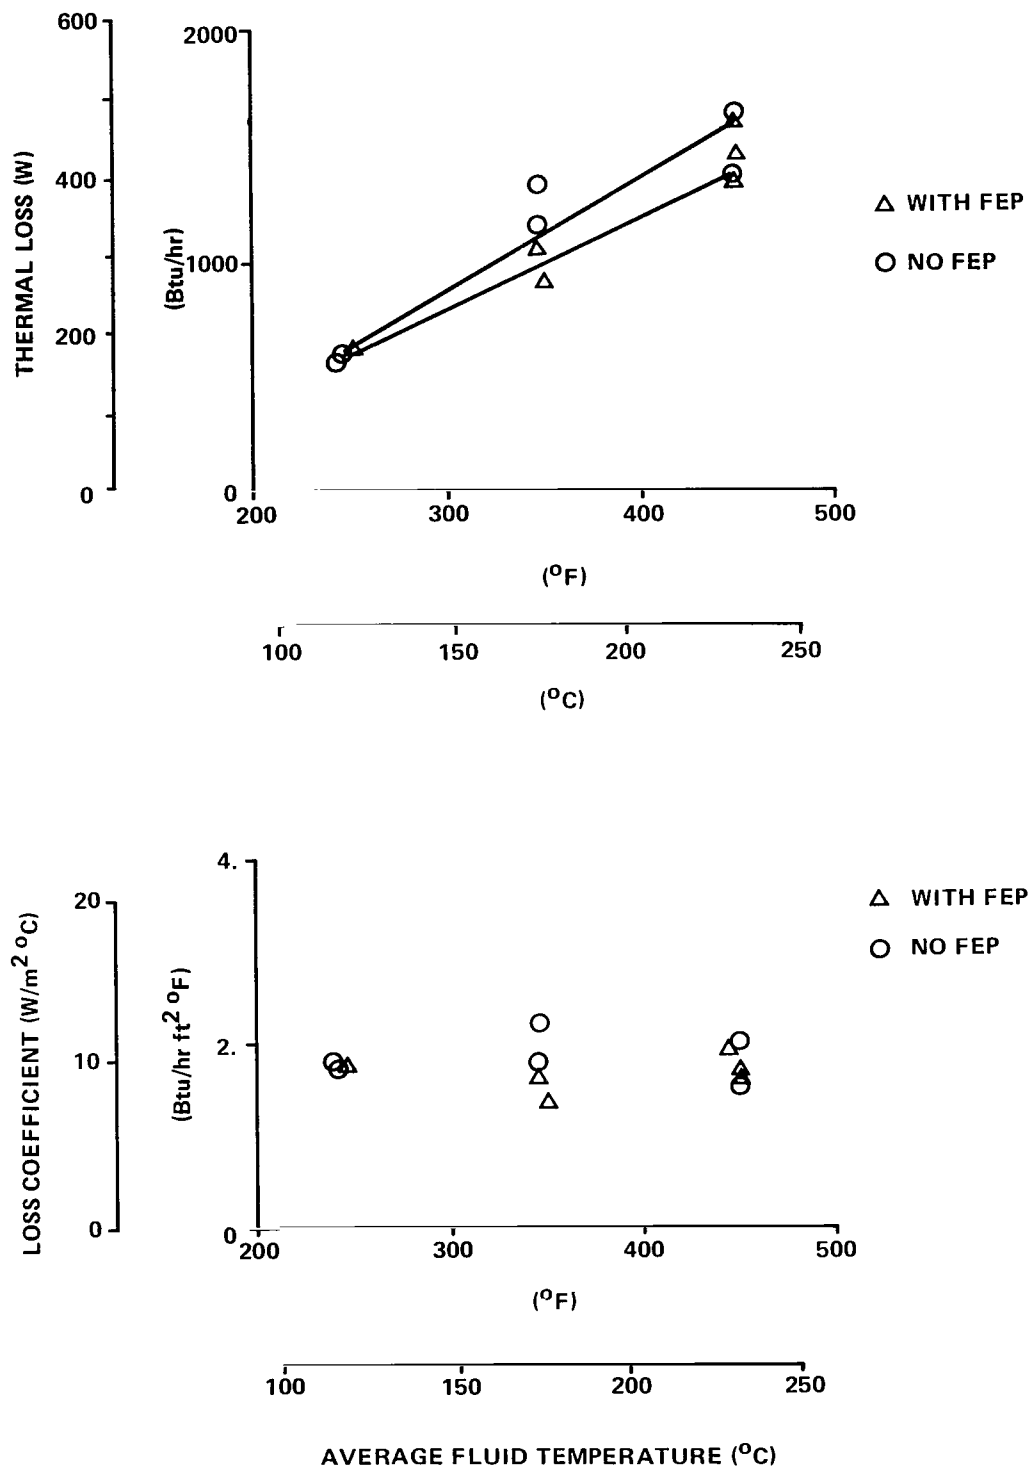 600
400
200
0
THERMAL LOSS (W)
2000
1000
0
(Btu/hr)
△ WITH FEP
○ NO FEP
200 300 400 500
(°F)
100 150 200 250
(°C)
20
10
0
LOSS COEFFICIENT (W/m² °C)
4.
2.
0
(Btu/hr ft² °F)
△ WITH FEP
○ NO FEP
200 300 400 500
(°F)
100 150 200 250
AVERAGE FLUID TEMPERATURE (°C)